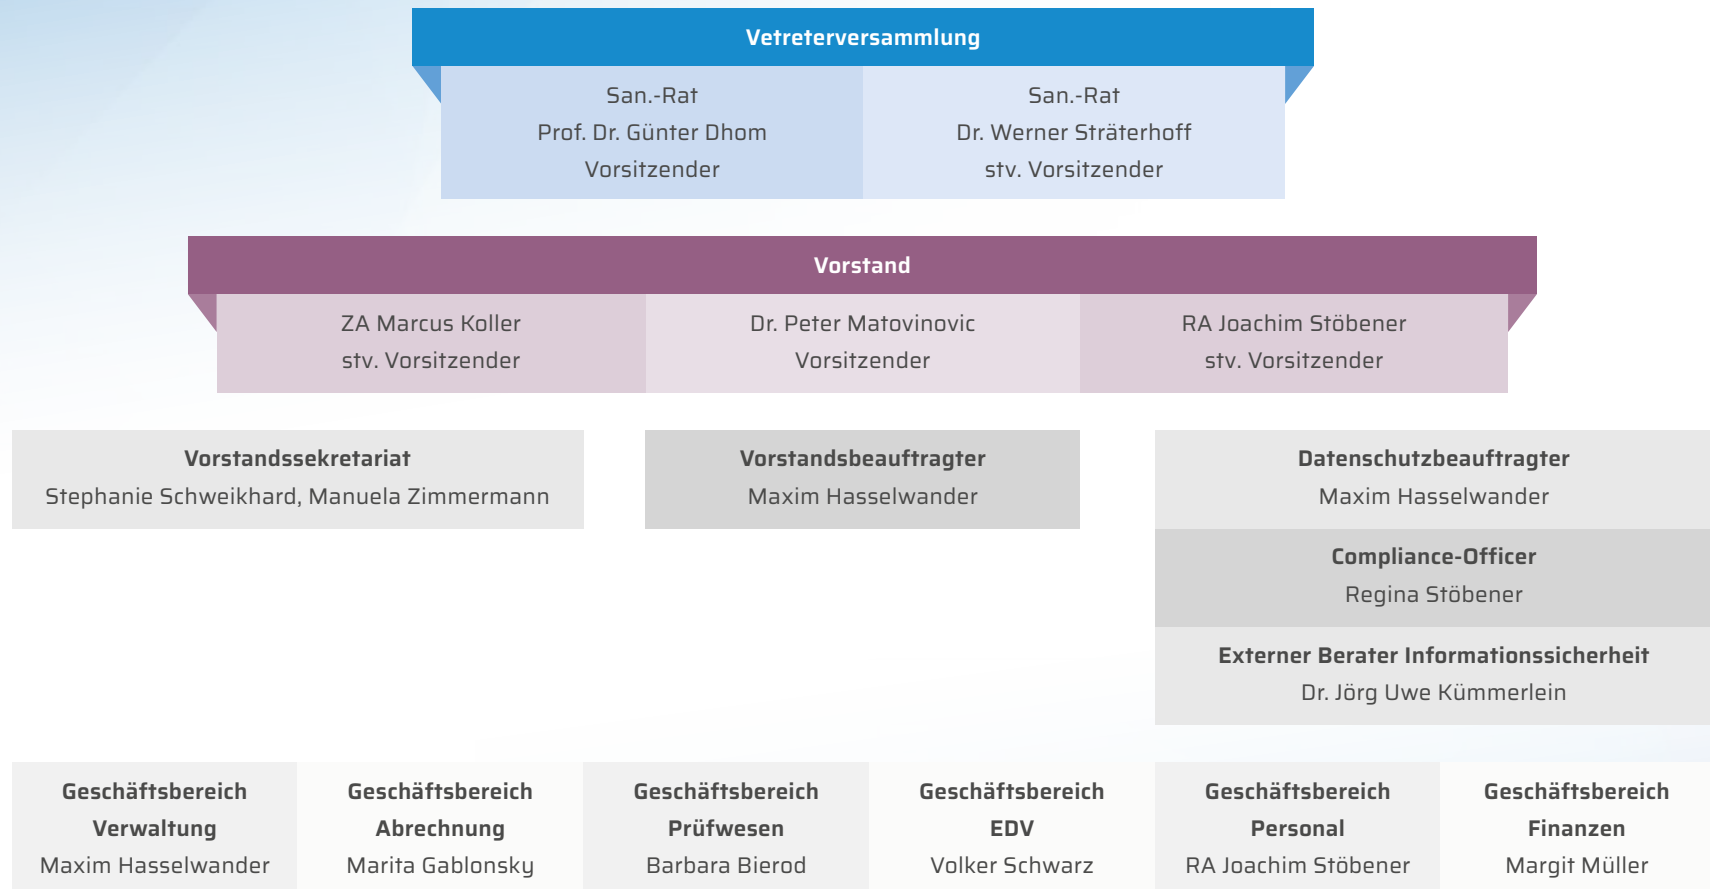 Vetreterversammlung
San.-Rat
Prof. Dr. Günter Dhom
Vorsitzender
San.-Rat
Dr. Werner Sträterhoff
stv. Vorsitzender
Vorstand
ZA Marcus Koller
stv. Vorsitzender
Dr. Peter Matovinovic
Vorsitzender
RA Joachim Stöbener
stv. Vorsitzender
Vorstandssekretariat
Stephanie Schweikhard, Manuela Zimmermann
Vorstandsbeauftragter
Maxim Hasselwander
Datenschutzbeauftragter
Maxim Hasselwander
Compliance-Officer
Regina Stöbener
Externer Berater Informationssicherheit
Dr. Jörg Uwe Kümmerlein
Geschäftsbereich
Verwaltung
Maxim Hasselwander
Geschäftsbereich
Abrechnung
Marita Gablonsky
Geschäftsbereich
Prüfwesen
Barbara Bierod
Geschäftsbereich
EDV
Volker Schwarz
Geschäftsbereich
Personal
RA Joachim Stöbener
Geschäftsbereich
Finanzen
Margit Müller